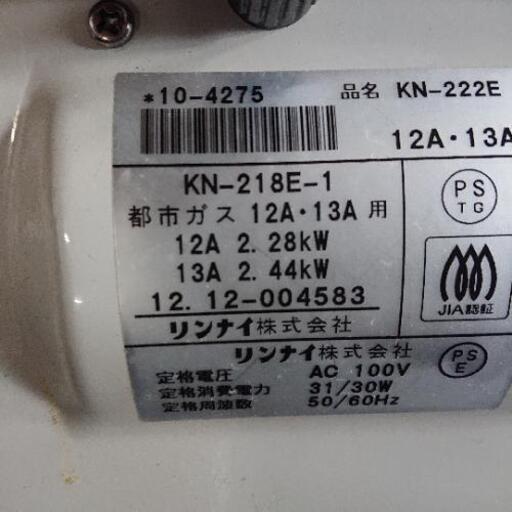 *10-4275 品名 KN-222E
12A・13A
KN-218E-1
都市ガス 12A・13A 用
12A 2.28kW
13A 2.44kW
12.12-004583
リンナイ株式会社
PS
TG
JIA認証
リンナイ株式会社
定格電圧 AC 100V
定格消費電力 31/30W
定格周波数 50/60Hz
PS
E